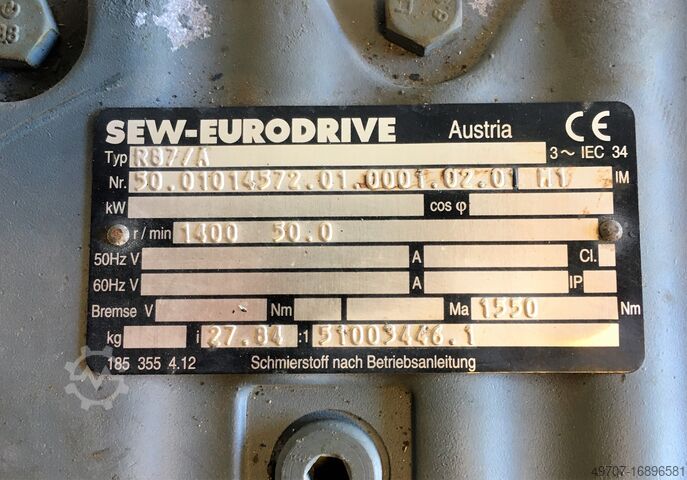 SEW-EURODRIVE Austria CE
Typ R87/A 3~ IEC 34
Nr. 50.01014572.01.0001.02.01 M1 IM
kW cos φ
r/min 1400 50.0
50Hz V A Cl.
60Hz V A IP
Bremse V Nm Ma 1550 Nm
kg i 27.84 :1 51003446.1
185 355 4.12 Schmierstoff nach Betriebsanleitung
49707-16896581